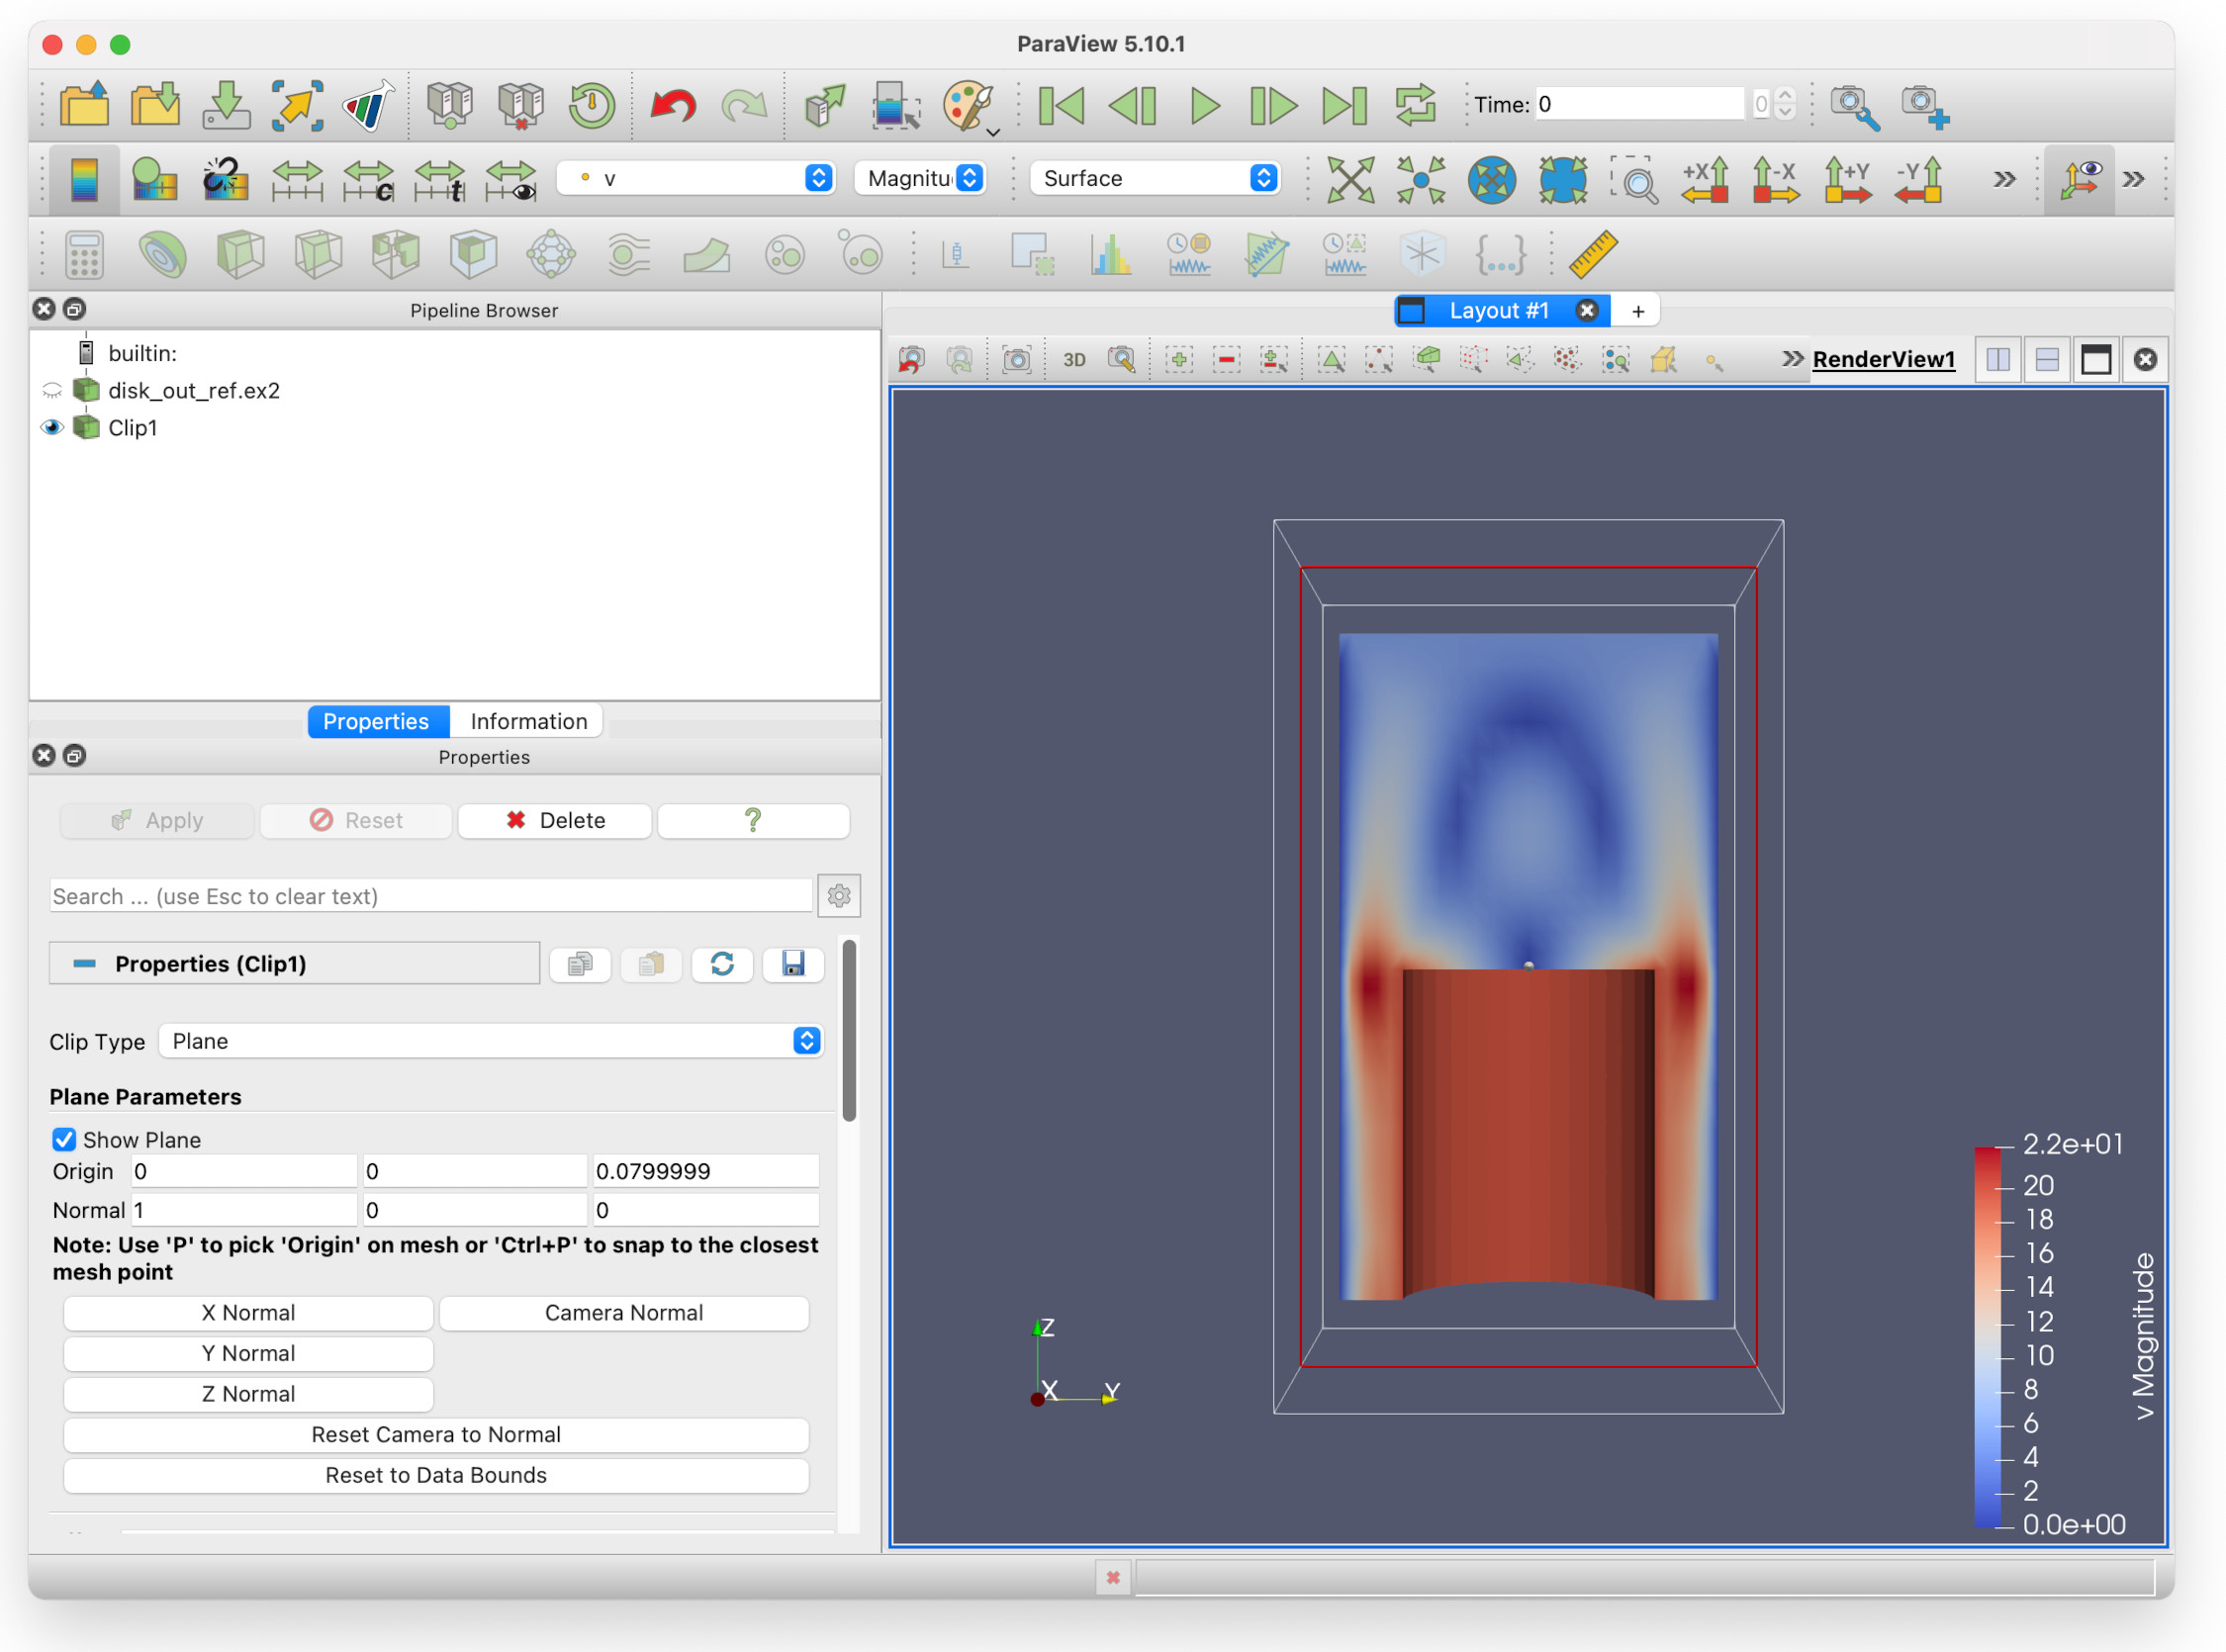 ParaView 5.10.1
Time: 0 0
c t v Magnitu Surface +X -X +Y -Y »  »
Pipeline Browser
Layout #1 +
builtin:
disk_out_ref.ex2
Clip1
3D » RenderView1
Properties Information
Properties
Apply Reset Delete ?
Search ... (use Esc to clear text)
Properties (Clip1)
Clip Type Plane
Plane Parameters
Show Plane
Origin 0 0 0.0799999
Normal 1 0 0
Note: Use 'P' to pick 'Origin' on mesh or 'Ctrl+P' to snap to the closest
mesh point
X Normal Camera Normal
Y Normal
Z Normal
Reset Camera to Normal
Reset to Data Bounds
Z
X Y
2.2e+01
20
18
16
14
12
10
8
6
4
2
0.0e+00
v Magnitude